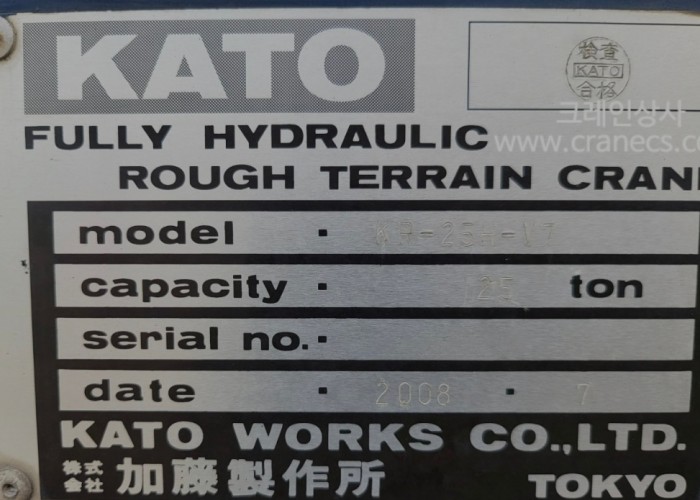 KATO
検査
KATO
合格
크레인상사
www.cranecs.com
FULLY HYDRAULIC
ROUGH TERRAIN CRAN
model ・
capacity ・ 25 ton
serial no.・
date ・ 2008 ・ 7
KATO WORKS CO.,LTD.
株式会社 加藤製作所
TOKYO